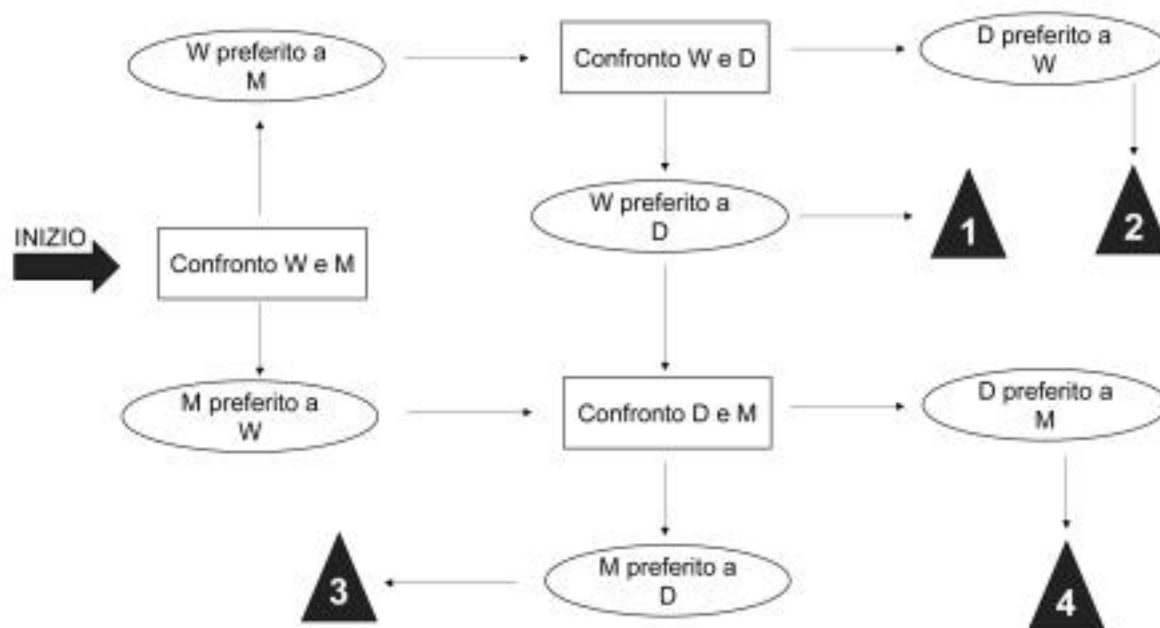 W preferito a
M
Confronto W e D
D preferito a
W
W preferito a
D
1
2
INIZIO
Confronto W e M
M preferito a
W
Confronto D e M
D preferito a
M
3
M preferito a
D
4